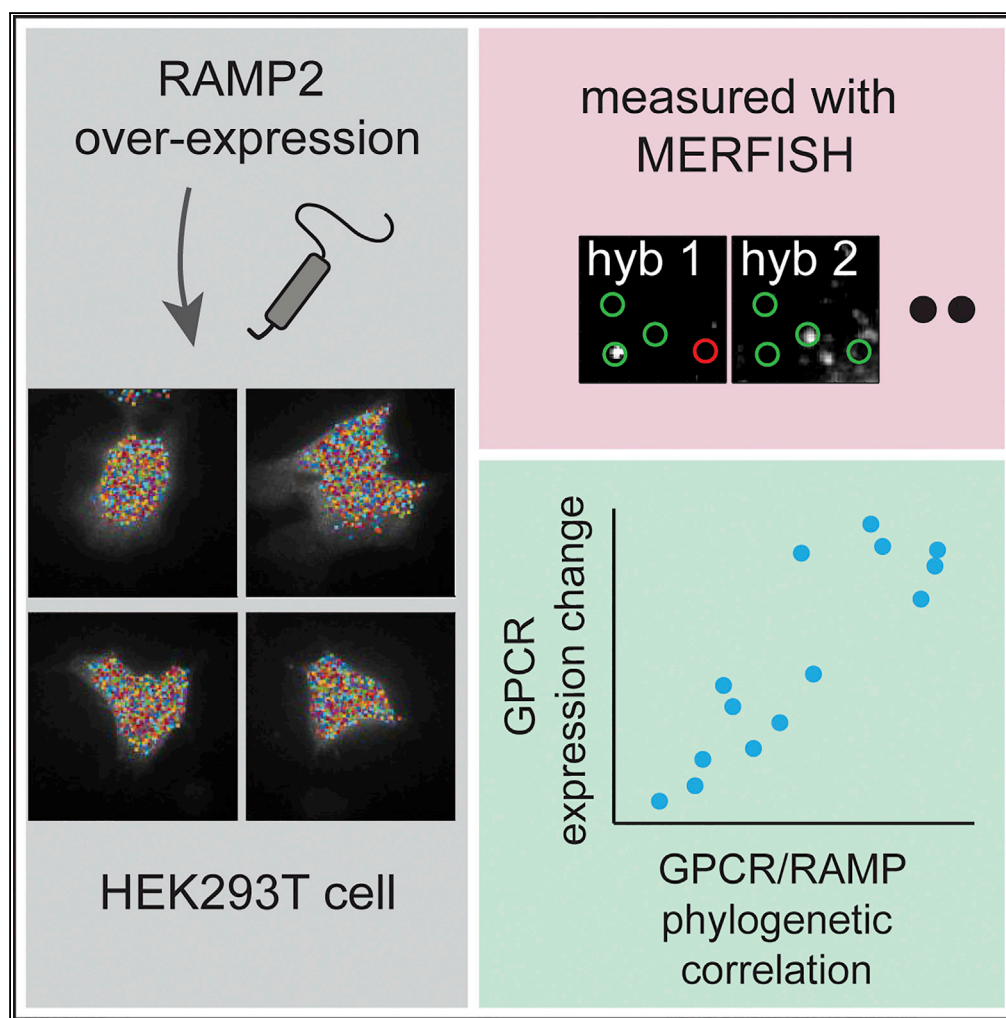 RAMP2
over-expression
HEK293T cell
measured with
MERFISH
hyb 1
hyb 2
GPCR
expression change
GPCR/RAMP
phylogenetic
correlation